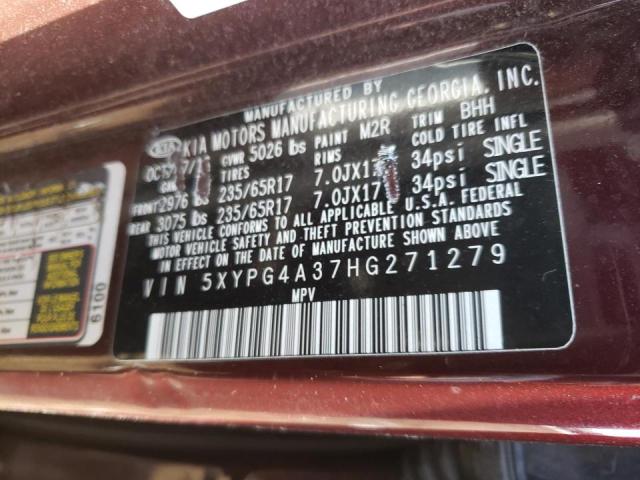 MANUFACTURED BY
KIA KIA MOTORS MANUFACTURING GEORGIA, INC.
GVWR 5026 lbs PAINT M2R TRIM BHH
TIRES RIMS COLD TIRE INFL
FRONT 2976 lbs 235/65R17 34psi SINGLE
REAR 3075 lbs 235/65R17 7.0JX17 34psi SINGLE
THIS VEHICLE CONFORMS TO ALL APPLICABLE U.S.A. FEDERAL
MOTOR VEHICLE SAFETY AND THEFT PREVENTION STANDARDS
IN EFFECT ON THE DATE OF MANUFACTURE SHOWN ABOVE.
VIN 5XYPG4A37HG271279
MPV
6100